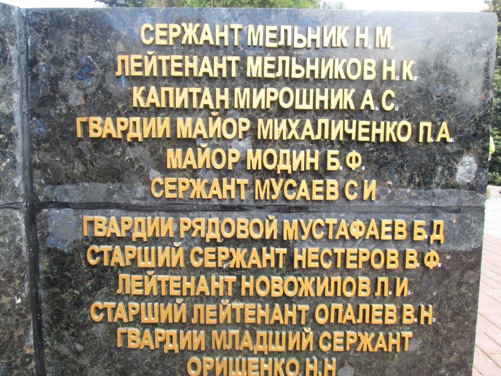 СЕРЖАНТ МЕЛЬНИК Н.М.
ЛЕЙТЕНАНТ МЕЛЬНИКОВ Н.К.
КАПИТАН МИРОШНИК А.С.
ГВАРДИИ МАЙОР МИХАЛИЧЕНКО П.А.
МАЙОР МОДИН Б.Ф.
СЕРЖАНТ МУСАЕВ С И
ГВАРДИИ РЯДОВОЙ МУСТАФАЕВ Б.Д
СТАРШИЙ СЕРЖАНТ НЕСТЕРОВ В.Ф.
ЛЕЙТЕНАНТ НОВОЖИЛОВ Л.И.
СТАРШИЙ ЛЕЙТЕНАНТ ОПАЛЕВ В.Н.
ГВАРДИИ МЛАДШИЙ СЕРЖАНТ
ОРИЩЕНКО Н.Н